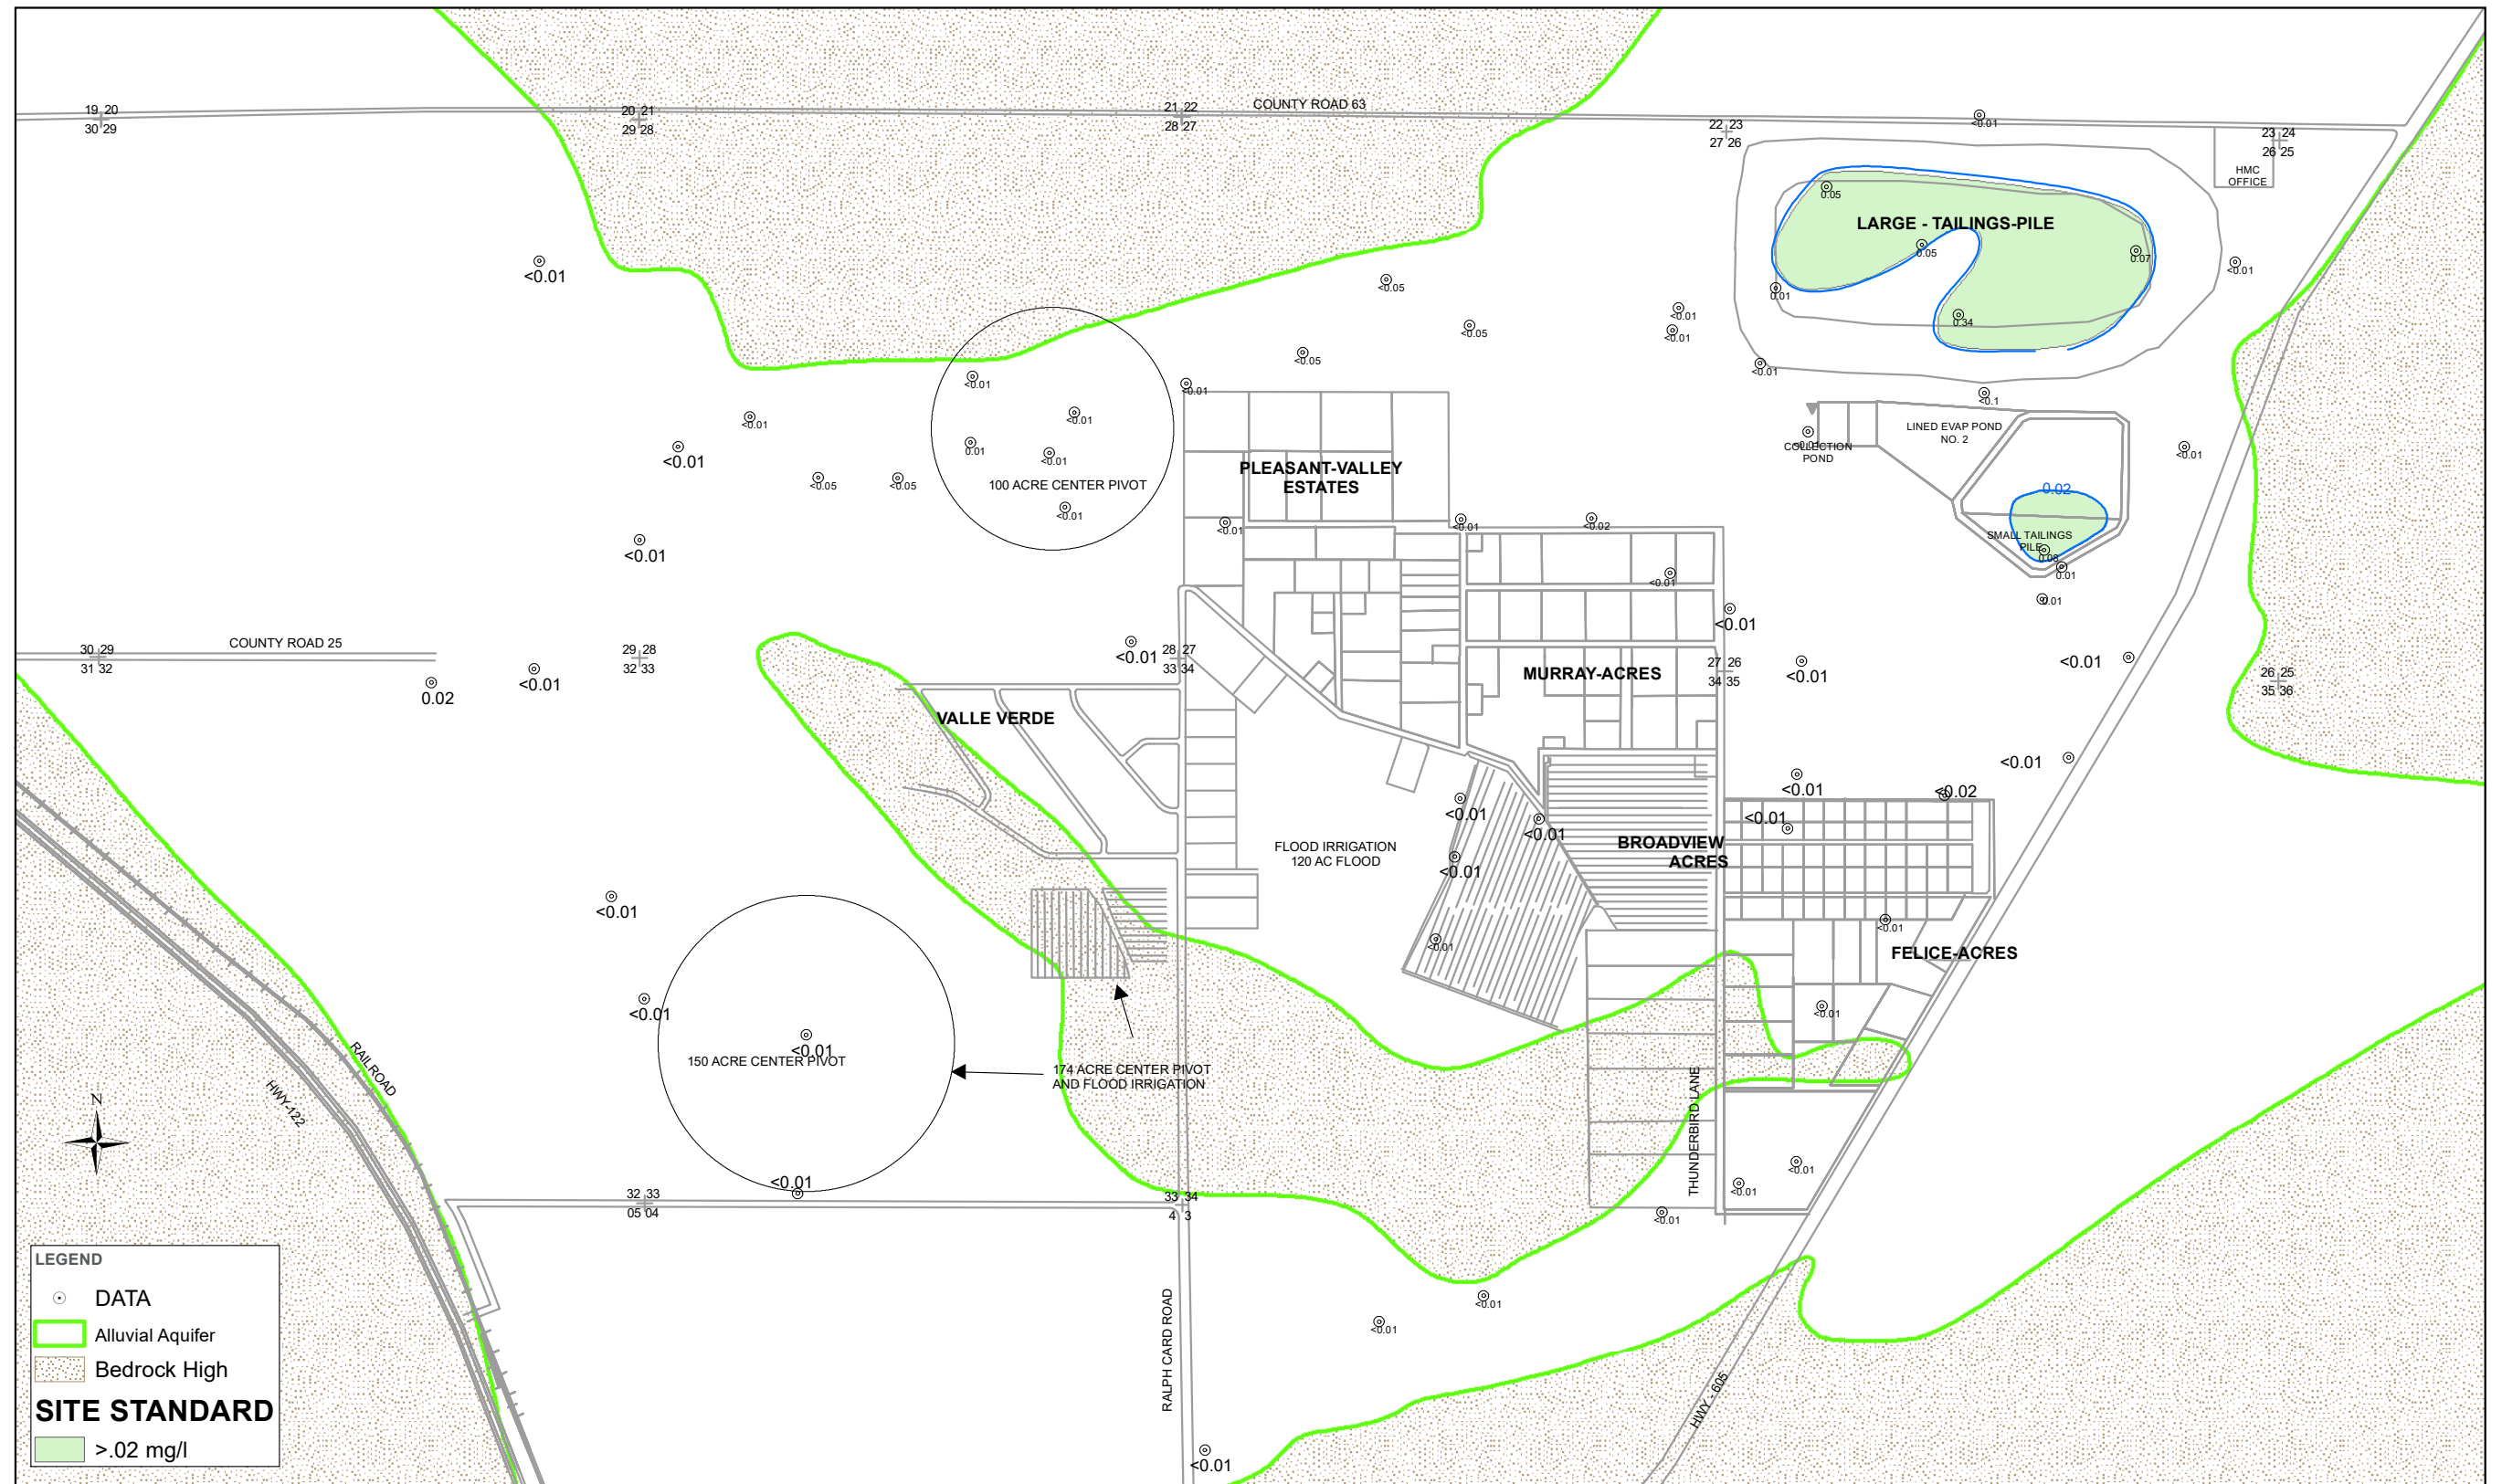 COUNTY ROAD 63
19 20
30 29
20 21
29 28
21 22
28 27
22 23
27 26
23 24
26 25
<0.01
HMC
OFFICE
0.05
LARGE - TAILINGS-PILE
0.05
0.07
<0.01
<0.01
0.01
0.34
<0.05
<0.05
<0.05
<0.01
<0.01
<0.01
<0.01
<0.01
<0.01
<0.01
<0.01
0.01
<0.01
<0.01
<0.05
<0.05
100 ACRE CENTER PIVOT
<0.01
<0.1
COLLECTION
POND
LINED EVAP POND
NO. 2
<0.01
PLEASANT-VALLEY
ESTATES
<0.01
<0.01
<0.02
0.02
SMALL TAILINGS
PILE
0.01
<0.01
<0.01
<0.01
COUNTY ROAD 25
30 29
31 32
29 28
32 33
28 27
33 34
27 26
34 35
26 25
35 36
0.02
<0.01
<0.01
<0.01
<0.01
MURRAY-ACRES
VALLE VERDE
<0.01
<0.01
<0.02
<0.01
<0.01
<0.01
<0.01
FLOOD IRRIGATION
120 AC FLOOD
BROADVIEW
ACRES
<0.01
<0.01
<0.01
FELICE-ACRES
<0.01
<0.01
<0.01
150 ACRE CENTER PIVOT
174 ACRE CENTER PIVOT
AND FLOOD IRRIGATION
RAILROAD
HWY-122
N
THUNDERBIRD LANE
<0.01
<0.01
<0.01
<0.01
32 33
05 04
33 34
4 3
<0.01
<0.01
RALPH CARD ROAD
HWY - 605
<0.01
LEGEND
DATA
Alluvial Aquifer
Bedrock High
SITE STANDARD
>.02 mg/l